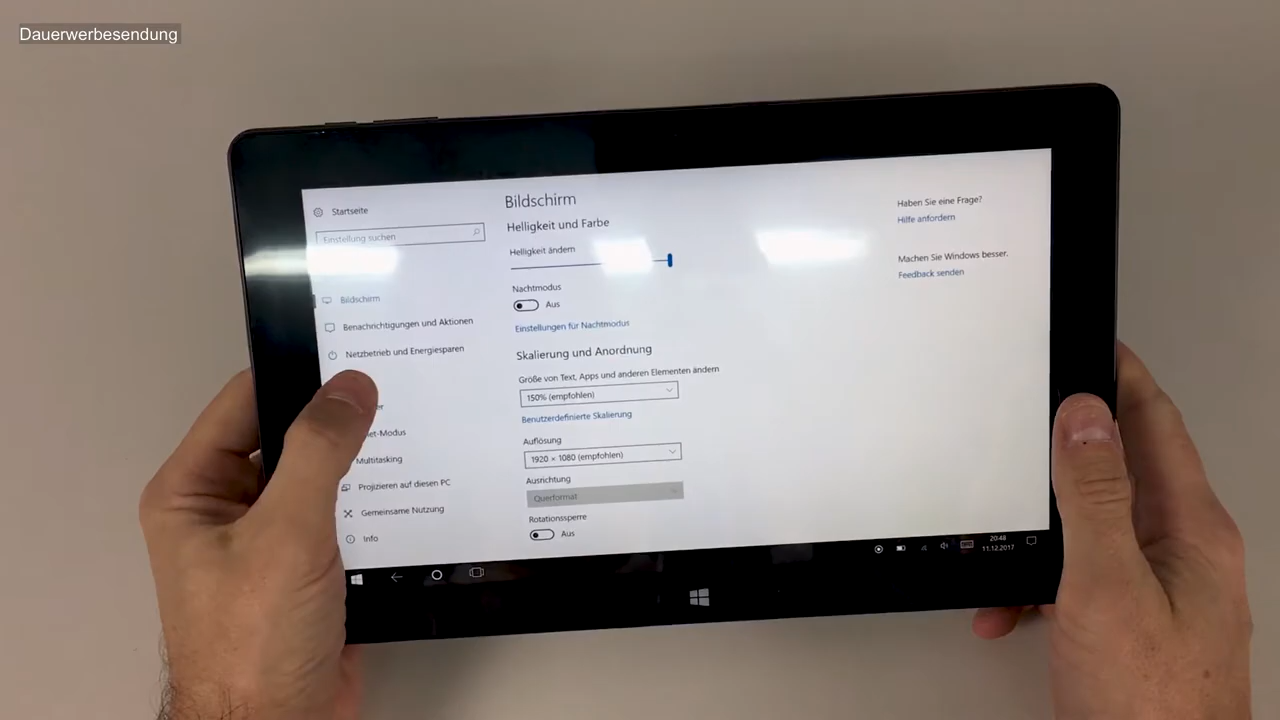 Dauerwerbesendung
Startseite
Einstellung suchen
Bildschirm
Benachrichtigungen und Aktionen
Netzbetrieb und Energiesparen
Multitasking
Projizieren auf diesen PC
Gemeinsame Nutzung
Info
Bildschirm
Helligkeit und Farbe
Helligkeit ändern
Nachtmodus
Aus
Einstellungen für Nachtmodus
Skalierung und Anordnung
Größe von Text, Apps und anderen Elementen ändern
150% (empfohlen)
Benutzerdefinierte Skalierung
Auflösung
1920 × 1080 (empfohlen)
Ausrichtung
Querformat
Rotationssperre
Aus
Haben Sie eine Frage?
Hilfe anfordern
Machen Sie Windows besser.
Feedback senden
20:48
11.12.2017